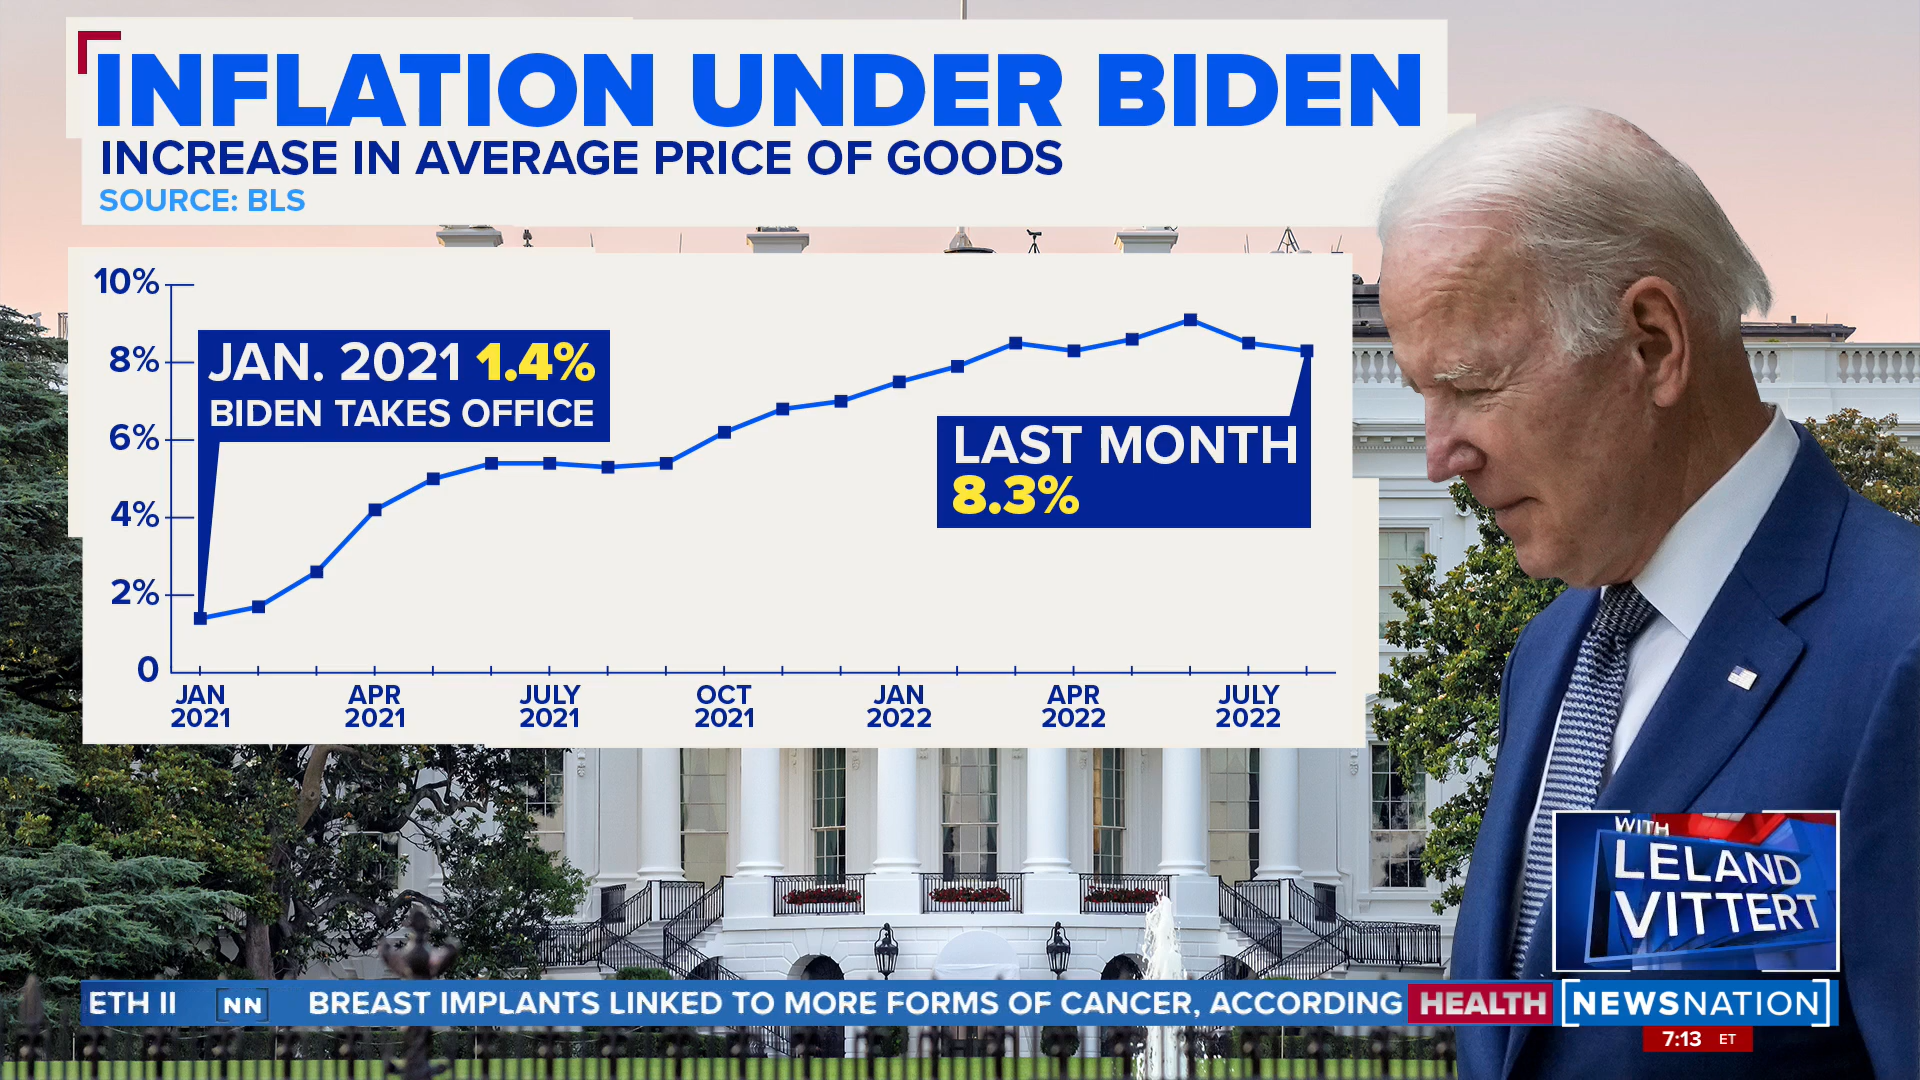 INFLATION UNDER BIDEN
INCREASE IN AVERAGE PRICE OF GOODS
SOURCE: BLS
10%
8%
6%
4%
2%
0
JAN. 2021 1.4%
BIDEN TAKES OFFICE
LAST MONTH
8.3%
JAN 2021
APR 2021
JULY 2021
OCT 2021
JAN 2022
APR 2022
JULY 2022
WITH
LELAND
VITTERT
ETH II NN BREAST IMPLANTS LINKED TO MORE FORMS OF CANCER, ACCORDING HEALTH NEWSNATION
7:13 ET